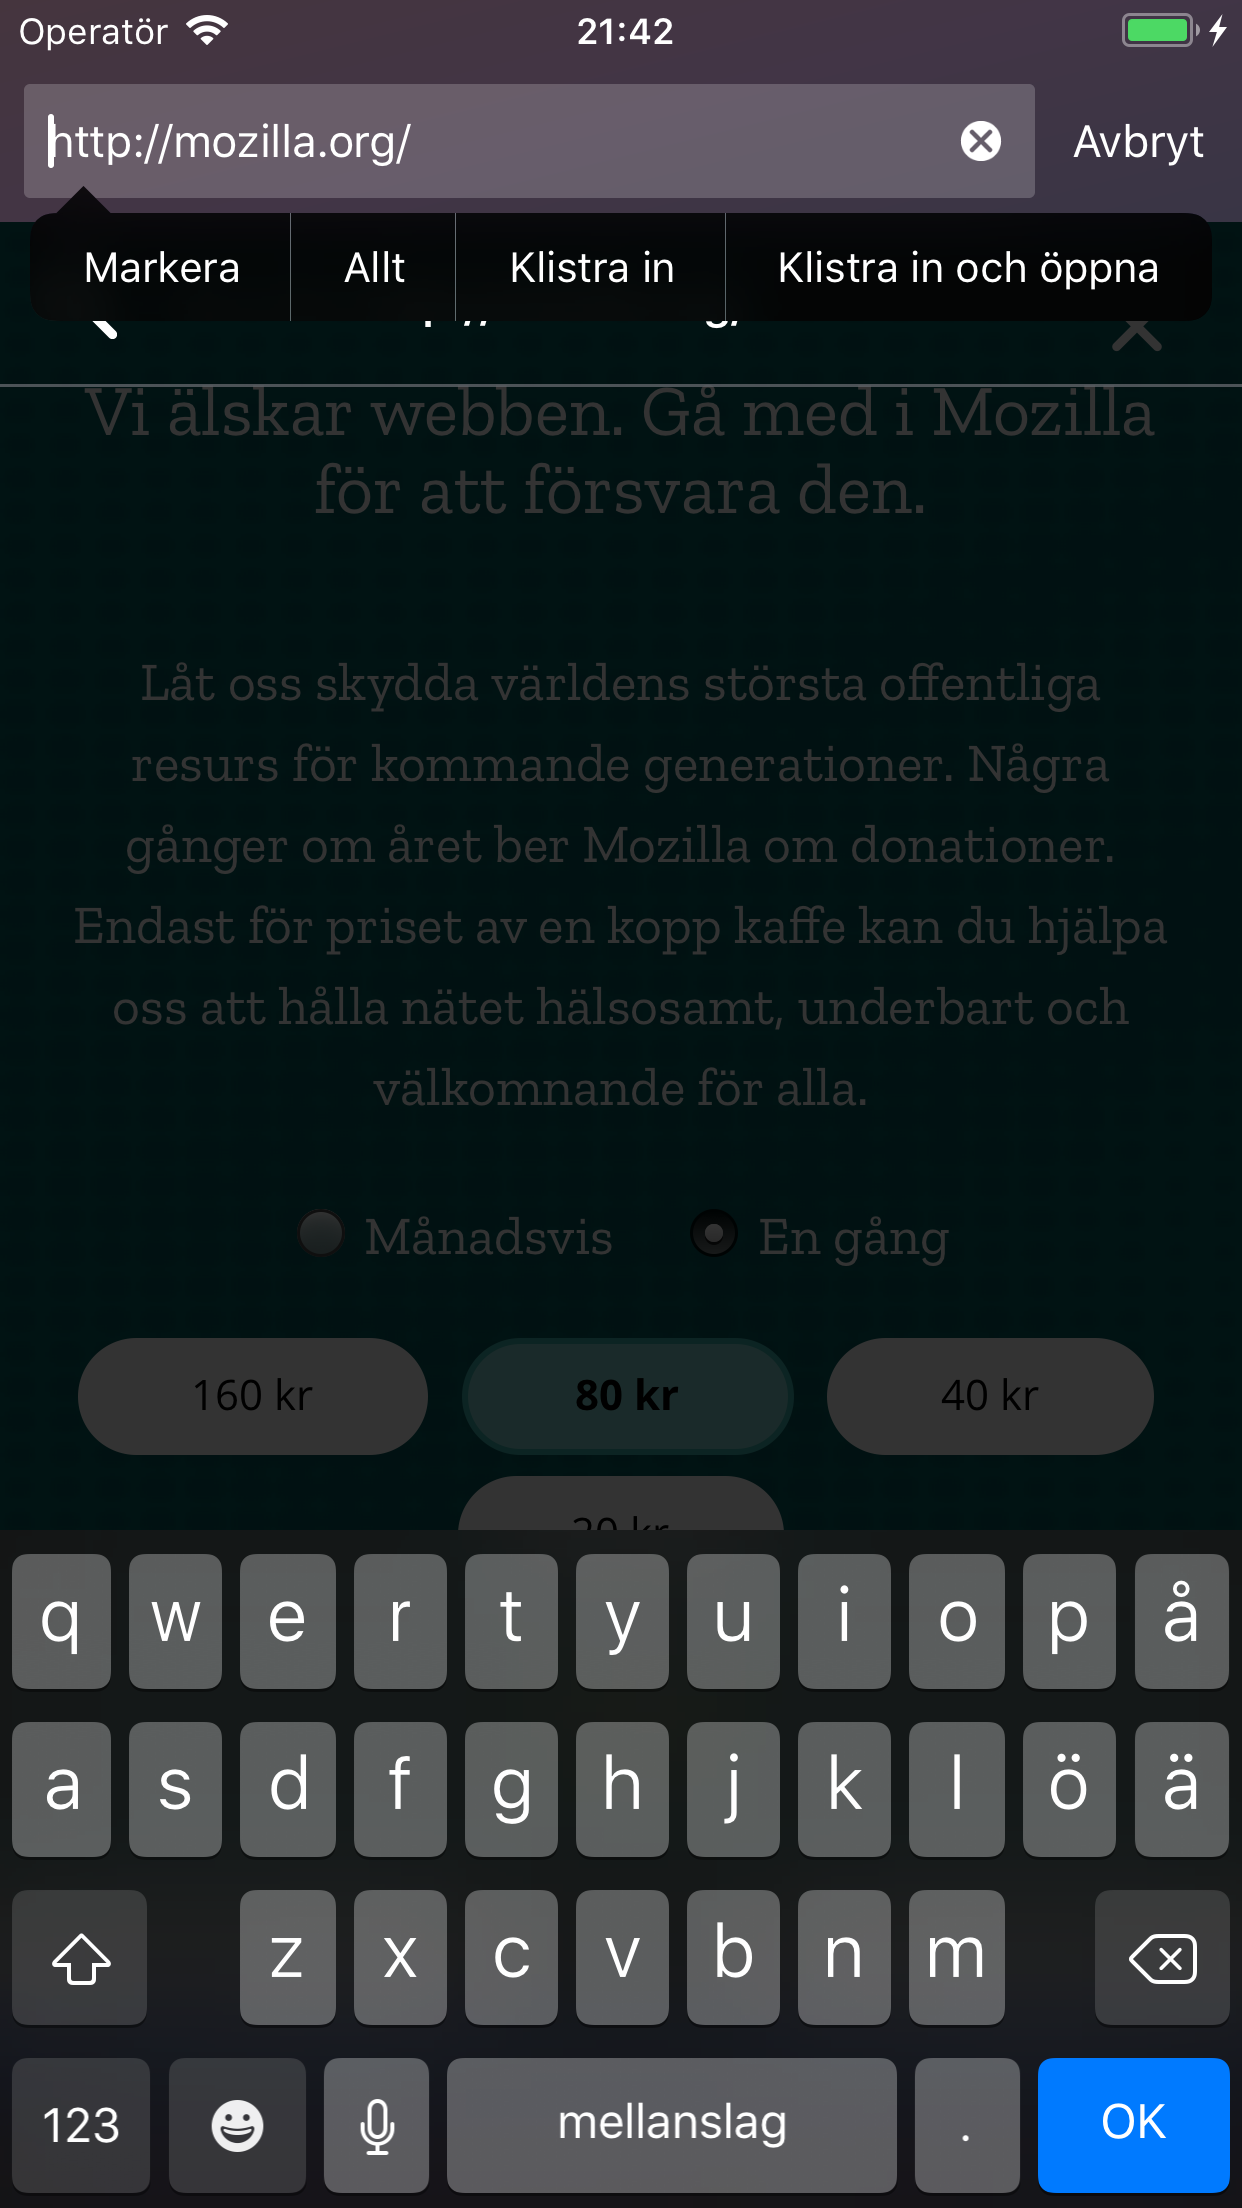 Operatör 21:42
http://mozilla.org/ Avbryt
Markera Allt Klistra in Klistra in och öppna
Vi älskar webben. Gå med i Mozilla
för att försvara den.
Låt oss skydda världens största offentliga
resurs för kommande generationer. Några
gånger om året ber Mozilla om donationer.
Endast för priset av en kopp kaffe kan du hjälpa
oss att hålla nätet hälsosamt, underbart och
välkomnande för alla.
Månadsvis En gång
160 kr 80 kr 40 kr
20 kr
q w e r t y u i o p å
a s d f g h j k l ö ä
z x c v b n m
123 mellanslag . OK